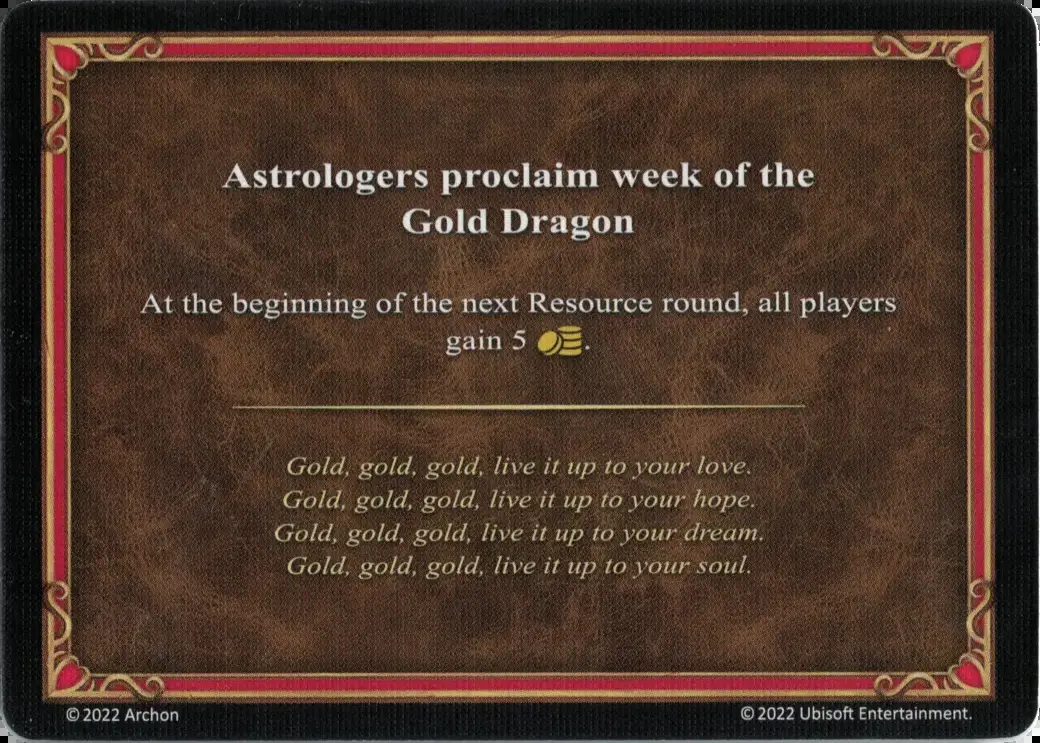 Astrologers proclaim week of the
Gold Dragon
At the beginning of the next Resource round, all players
gain 5 .
Gold, gold, gold, live it up to your love.
Gold, gold, gold, live it up to your hope.
Gold, gold, gold, live it up to your dream.
Gold, gold, gold, live it up to your soul.
© 2022 Archon
© 2022 Ubisoft Entertainment.